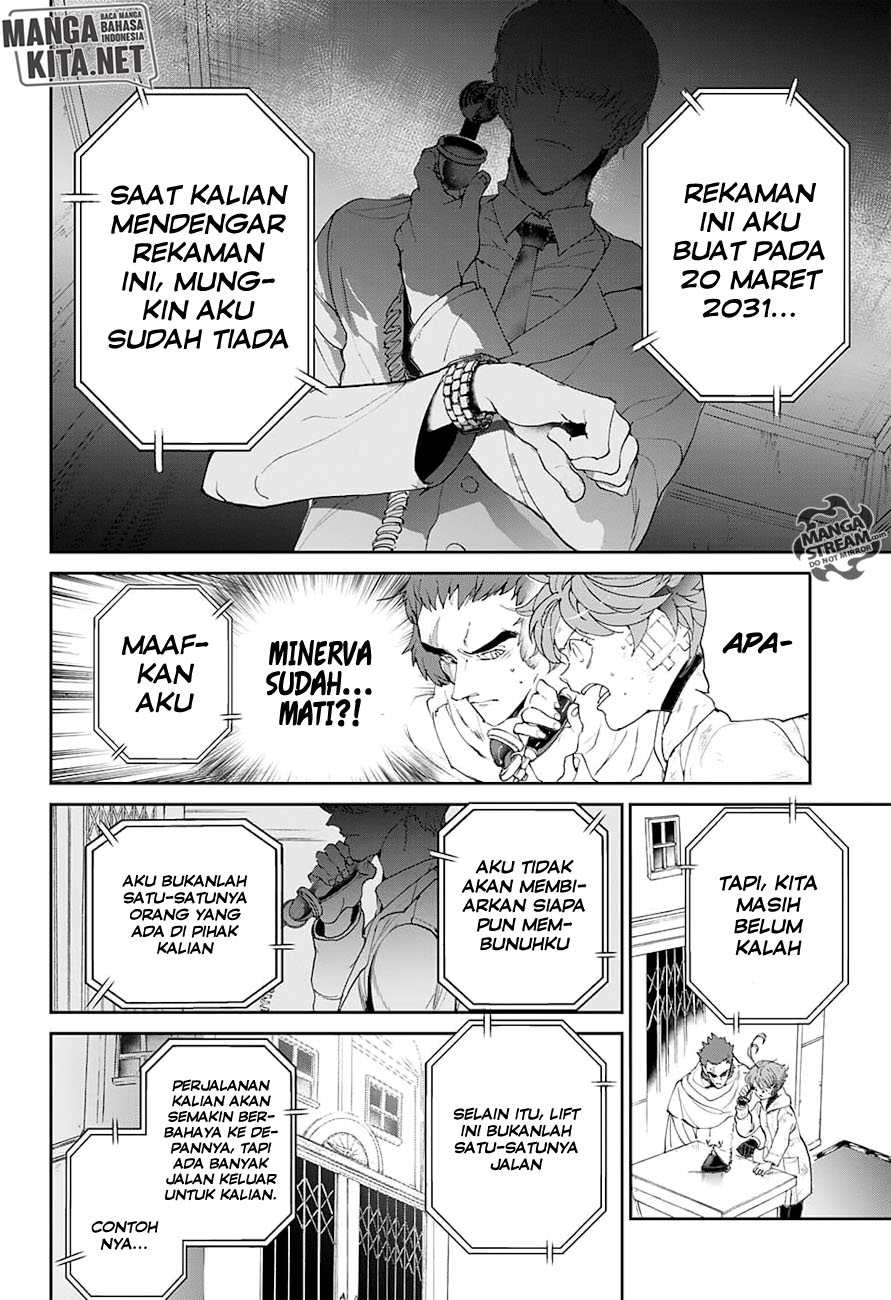 MANGA
KITA.NET
BACA MANGA
BAHASA
INDONESIA
REKAMAN
INI AKU
BUAT PADA
20 MARET
2031...
SAAT KALIAN
MENDENGAR
REKAMAN
INI, MUNG-
KIN AKU
SUDAH TIADA
MANGA
STREAM.com
DO NOT MIRROR
APA-
MINERVA
SUDAH...
MATI?!
MAAF-
KAN
AKU
TAPI, KITA
MASIH
BELUM
KALAH
AKU TIDAK
AKAN MEMBI-
ARKAN SIAPA
PUN MEM-
BUNUHKU
AKU BUKANLAH
SATU-SATUNYA
ORANG YANG
ADA DI PIHAK
KALIAN
SELAIN ITU, LIFT
INI BUKANLAH
SATU-SATUNYA
JALAN
PERJALANAN
KALIAN AKAN
SEMAKIN BER-
BAHAYA KE DE-
PANNYA, TAPI
ADA BANYAK
JALAN KELUAR
UNTUK KALIAN.
CONTOH
NYA...